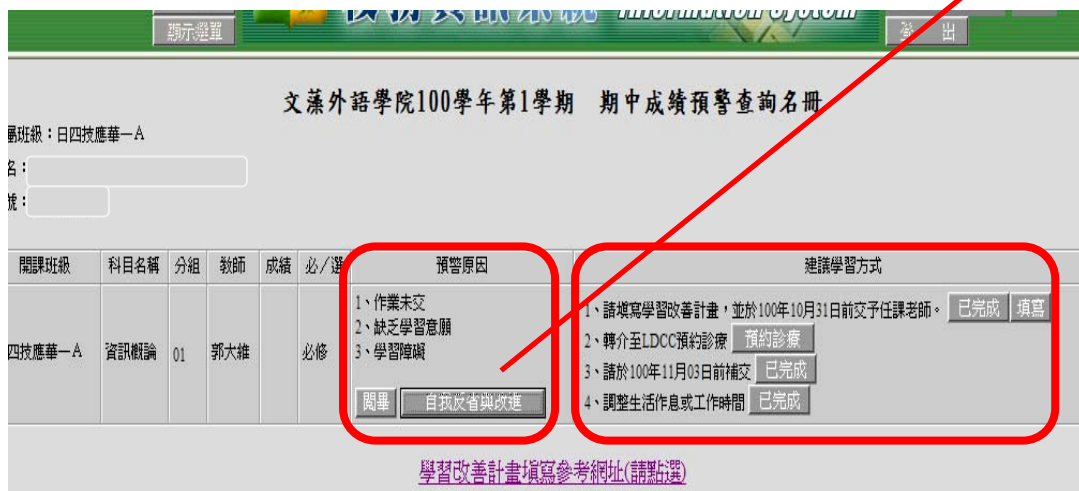 Information System
顯示選單
登 出
文藻外語學院100學年第1學期 期中成績預警查詢名冊
屬班級：日四技應華一A
名：
號：
開課班級 科目名稱 分組 教師 成績 必/選 預警原因 建議學習方式
四技應華一A 資訊概論 01 郭大維 必修
1、作業未交
2、缺乏學習意願
3、學習障礙
閱畢 自我反省與改進
1、請填寫學習改善計畫，並於100年10月31日前交予任課老師。 已完成 填寫
2、轉介至LDCC預約診療 預約診療
3、請於100年11月03日前補交 已完成
4、調整生活作息或工作時間 已完成
學習改善計畫填寫參考網址(請點選)